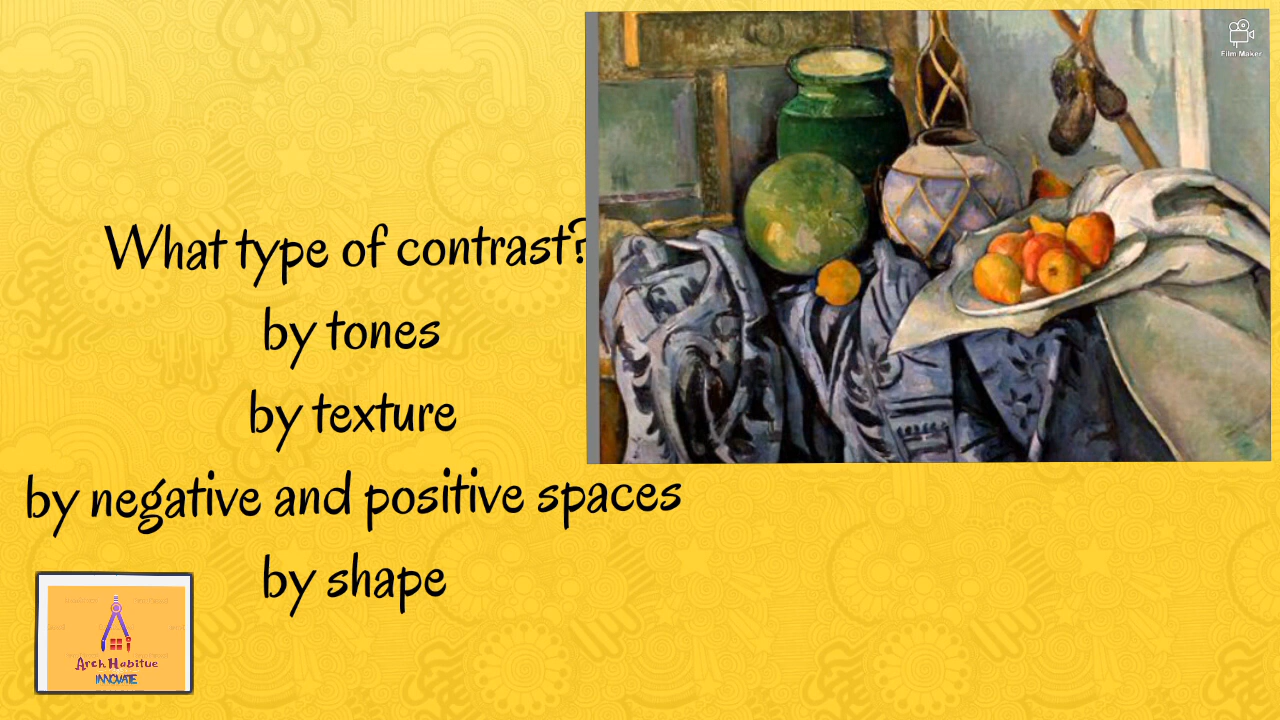 What type of contrast?
by tones
by texture
by negative and positive spaces
by shape
Film Maker
Arch Habitue
INNOVATE